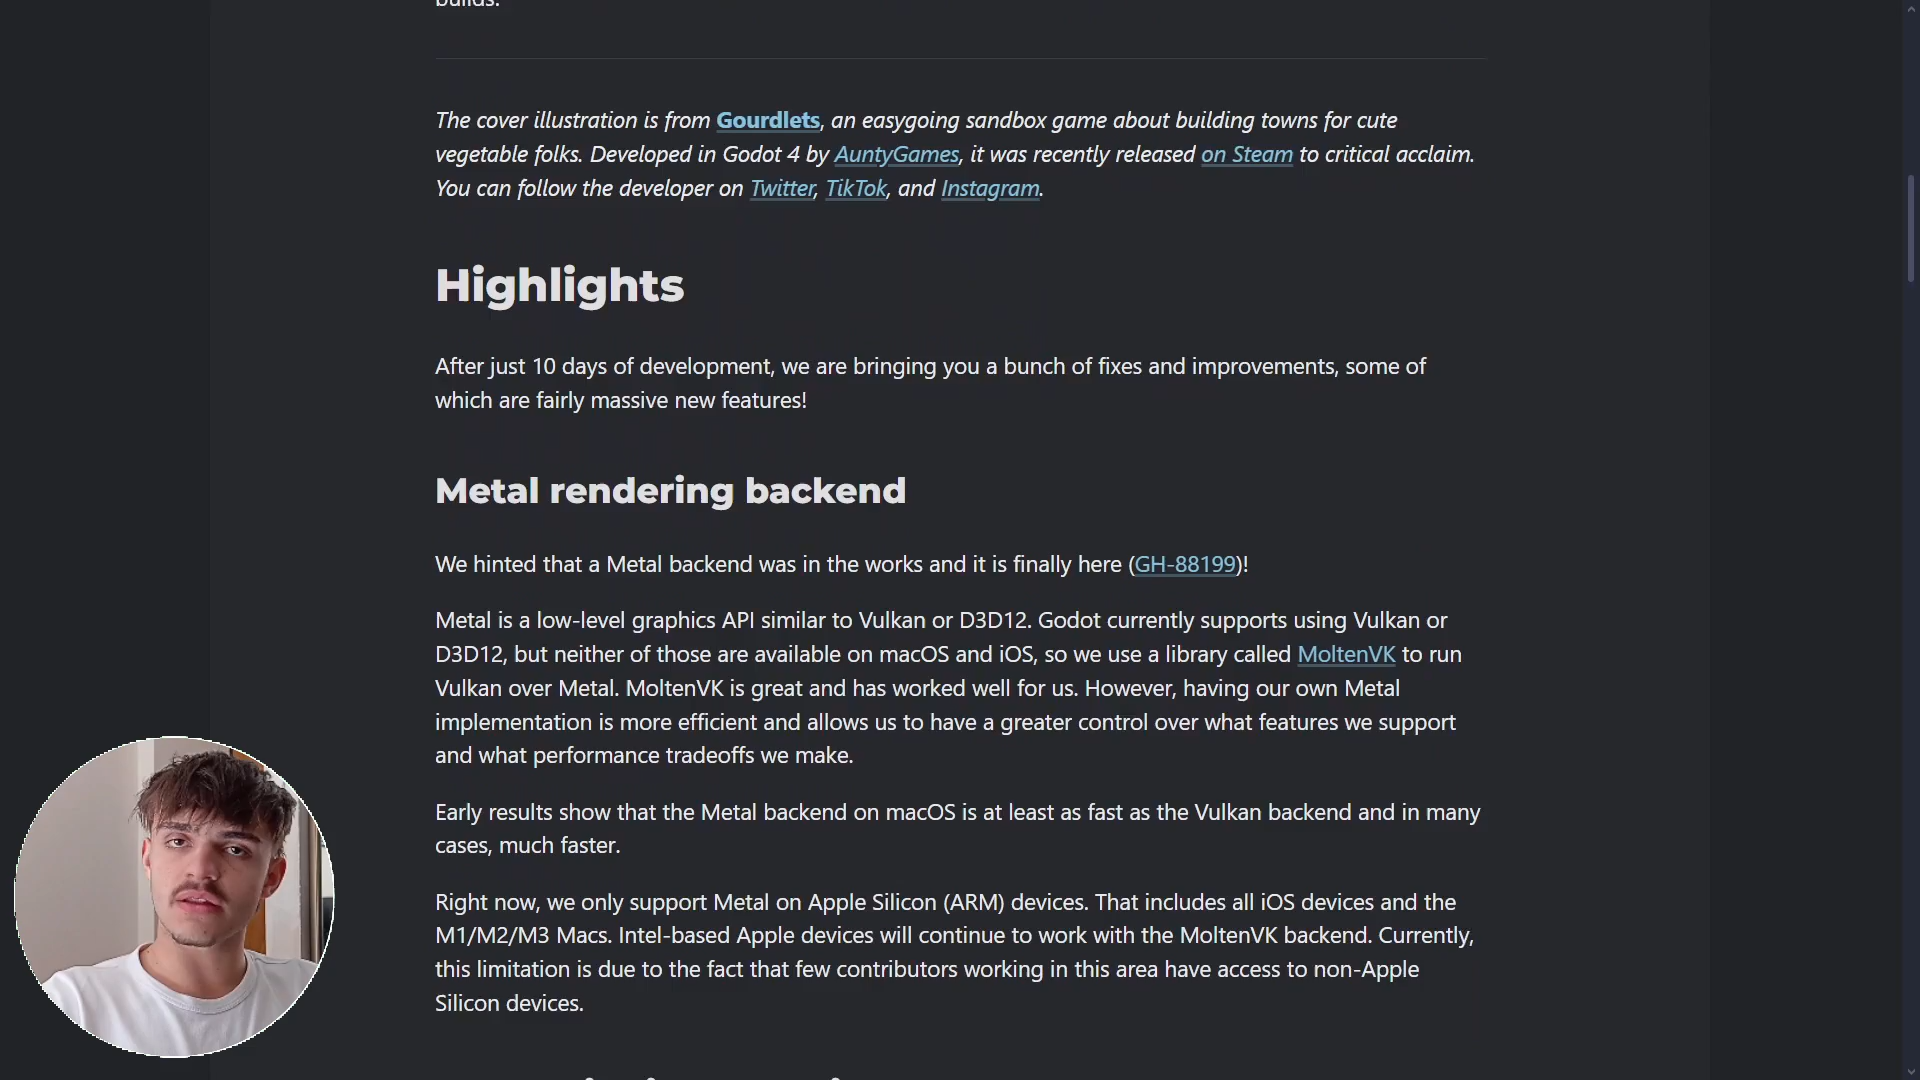 builds.
The cover illustration is from Gourdlets, an easygoing sandbox game about building towns for cute
vegetable folks. Developed in Godot 4 by AuntyGames, it was recently released on Steam to critical acclaim.
You can follow the developer on Twitter, TikTok, and Instagram.
Highlights
After just 10 days of development, we are bringing you a bunch of fixes and improvements, some of
which are fairly massive new features!
Metal rendering backend
We hinted that a Metal backend was in the works and it is finally here (GH-88199)!
Metal is a low-level graphics API similar to Vulkan or D3D12. Godot currently supports using Vulkan or
D3D12, but neither of those are available on macOS and iOS, so we use a library called MoltenVK to run
Vulkan over Metal. MoltenVK is great and has worked well for us. However, having our own Metal
implementation is more efficient and allows us to have a greater control over what features we support
and what performance tradeoffs we make.
Early results show that the Metal backend on macOS is at least as fast as the Vulkan backend and in many
cases, much faster.
Right now, we only support Metal on Apple Silicon (ARM) devices. That includes all iOS devices and the
M1/M2/M3 Macs. Intel-based Apple devices will continue to work with the MoltenVK backend. Currently,
this limitation is due to the fact that few contributors working in this area have access to non-Apple
Silicon devices.